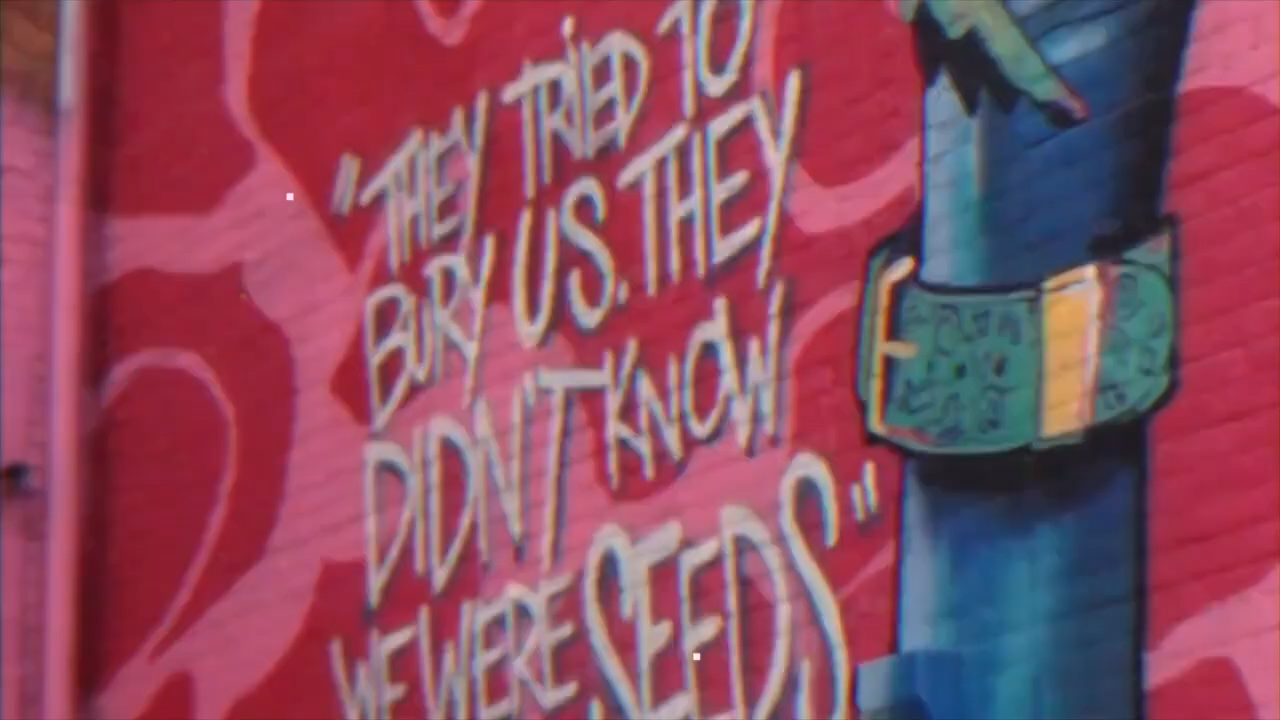 "THEY TRIED TO
BURY US. THEY
DIDN'T KNOW
WE WERE SEEDS"